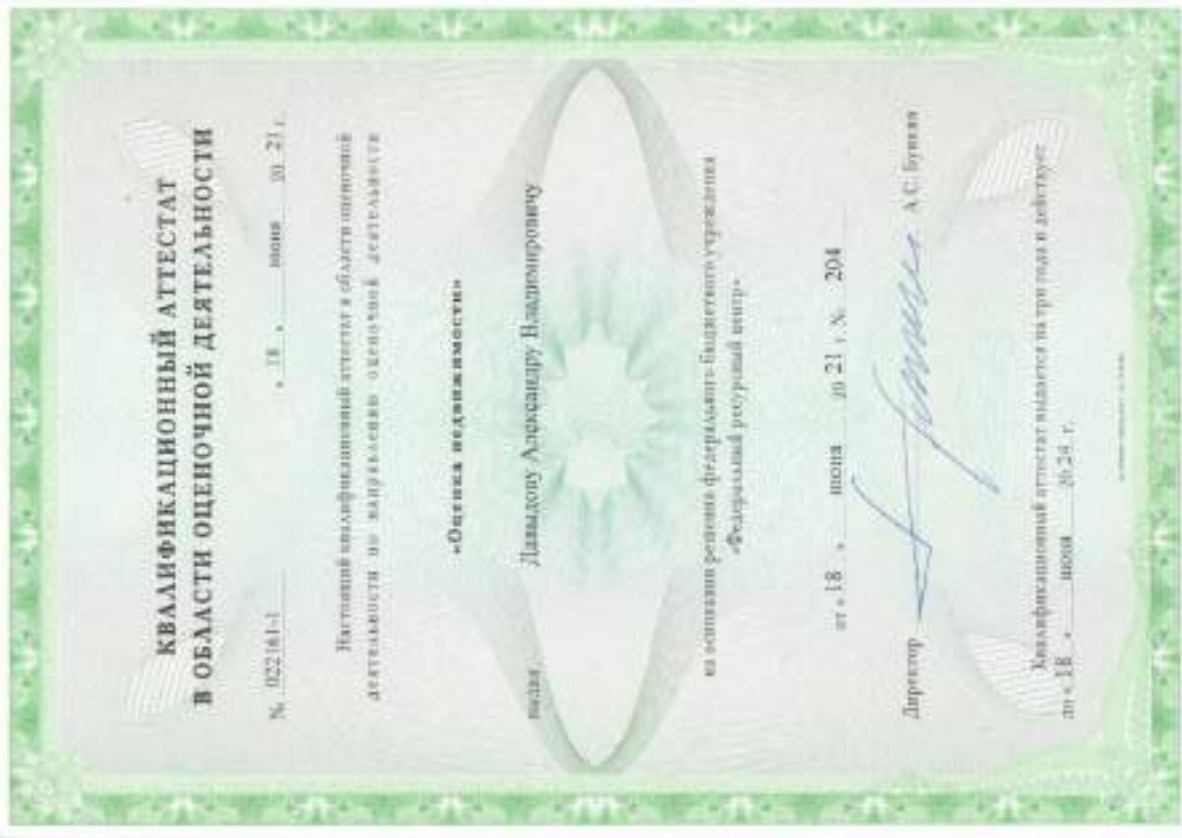 КВАЛИФИКАЦИОННЫЙ АТТЕСТАТ
В ОБЛАСТИ ОЦЕНОЧНОЙ ДЕЯТЕЛЬНОСТИ
№ 022161-1 « 18 » июня 20 21 г.
Настоящий квалификационный аттестат в области оценочной
деятельности по направлению оценочной деятельности
«Оценка недвижимости»
выдан Давыдову Александру Владимировичу
на основании решения федерального бюджетного учреждения
«Федеральный ресурсный центр»
от « 18 » июня 20 21 г. № 204
Директор А.С. Бункин
Квалификационный аттестат выдается на три года и действует
до « 18 » июня 20 24 г.